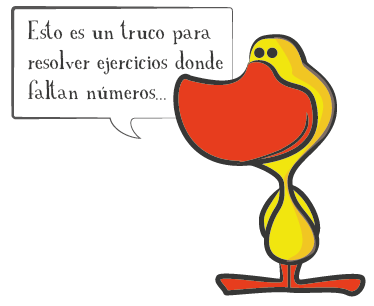 Esto es un truco para
resolver ejercicios donde
faltan números...